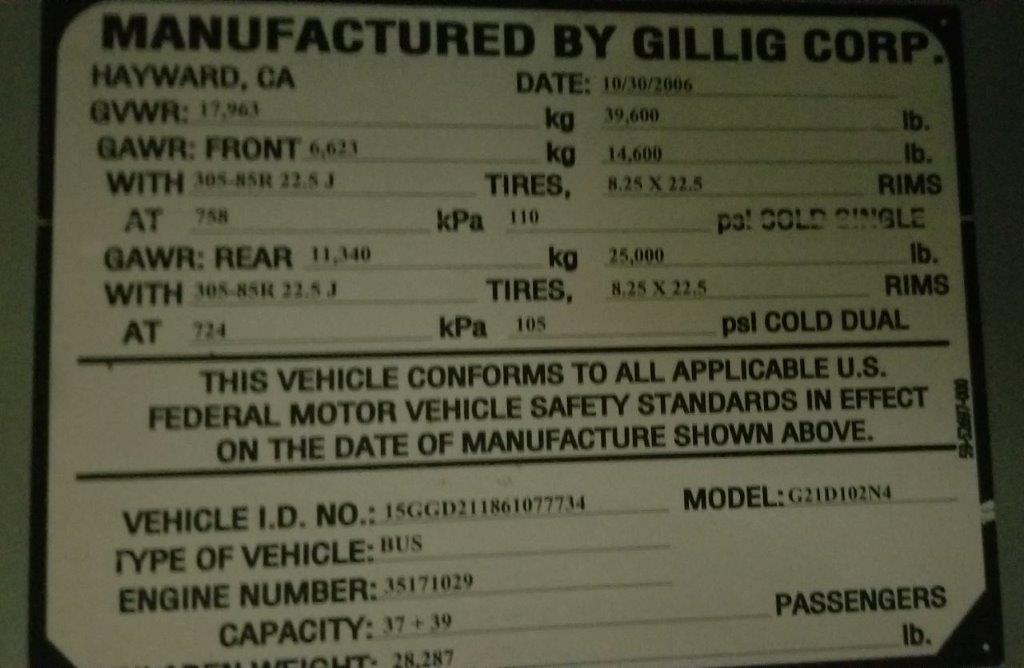 MANUFACTURED BY GILLIG CORP.
HAYWARD, CA DATE: 10/30/2006
GVWR: 17,963 kg 39,600 lb.
GAWR: FRONT 6,623 kg 14,600 lb.
WITH 305-85R 22.5 J TIRES, 8.25 X 22.5 RIMS
AT 758 kPa 110 psi COLD SINGLE
GAWR: REAR 11,340 kg 25,000 lb.
WITH 305-85R 22.5 J TIRES, 8.25 X 22.5 RIMS
AT 724 kPa 105 psi COLD DUAL
THIS VEHICLE CONFORMS TO ALL APPLICABLE U.S.
FEDERAL MOTOR VEHICLE SAFETY STANDARDS IN EFFECT
ON THE DATE OF MANUFACTURE SHOWN ABOVE.
VEHICLE I.D. NO.: 15GGD211861077734 MODEL: G21D102N4
TYPE OF VEHICLE: BUS
ENGINE NUMBER: 35171029
CAPACITY: 37 + 39 PASSENGERS
WEIGHT: 28,287 lb.